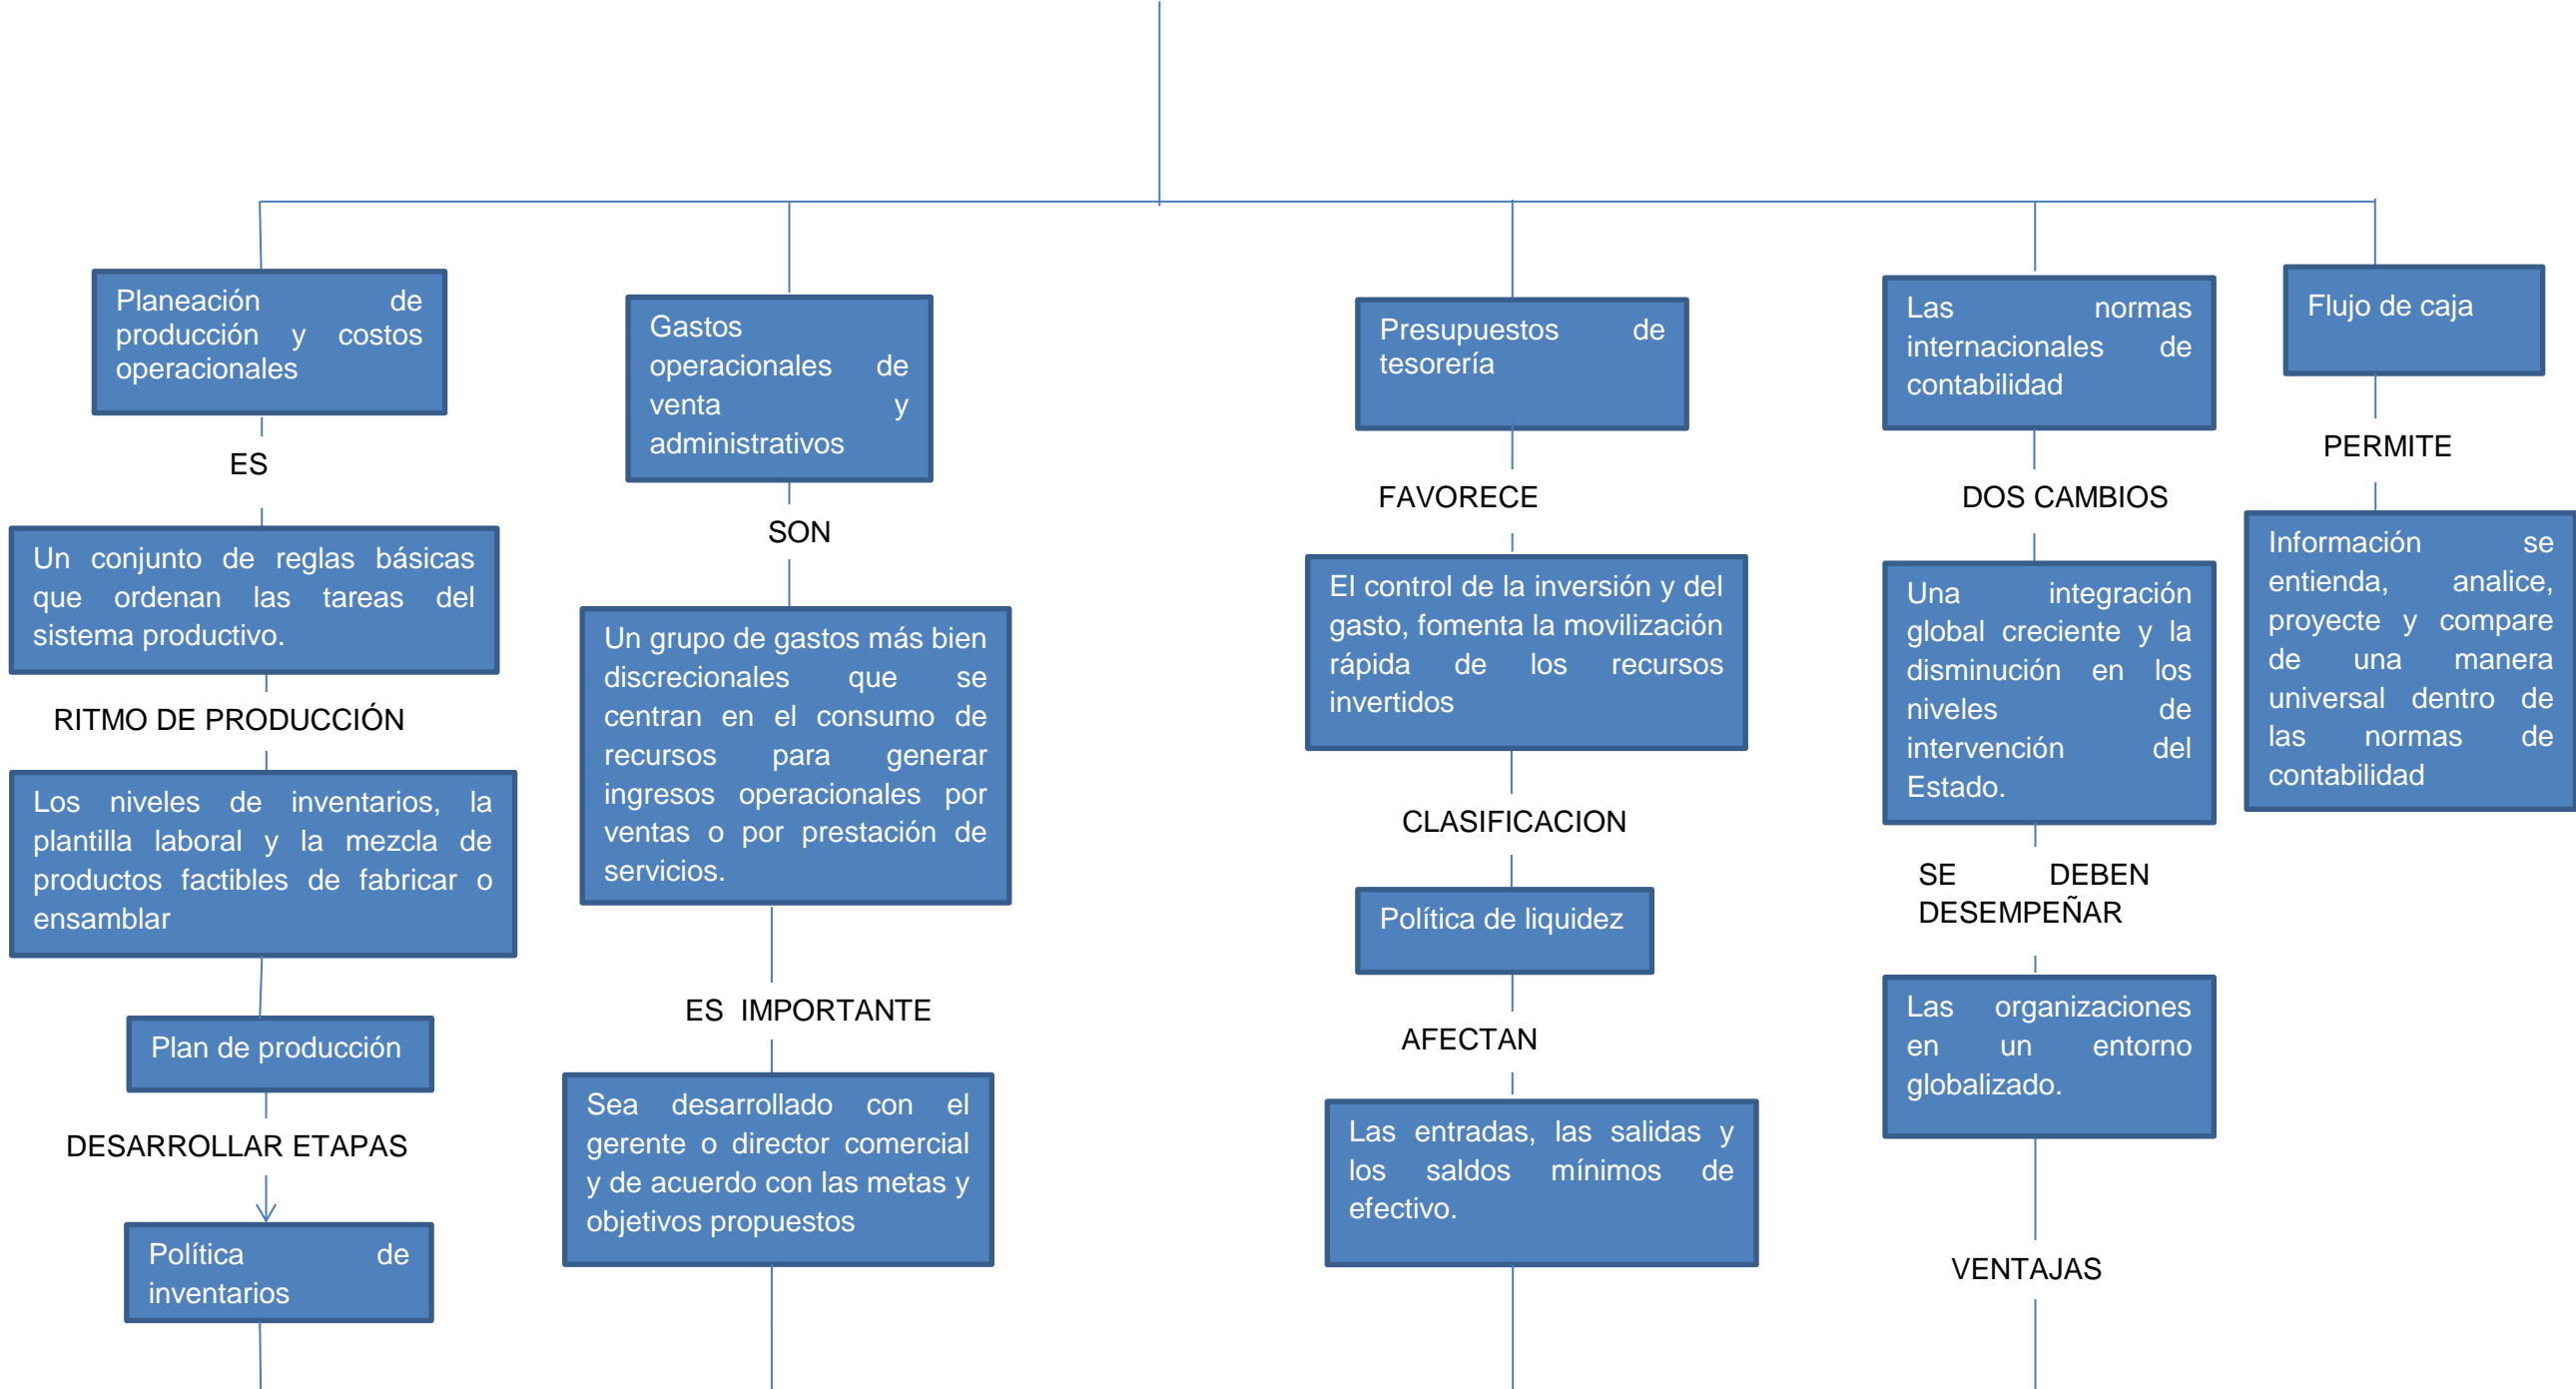 Planeación de
producción y costos
operacionales
ES
Un conjunto de reglas básicas
que ordenan las tareas del
sistema productivo.
RITMO DE PRODUCCIÓN
Los niveles de inventarios, la
plantilla laboral y la mezcla de
productos factibles de fabricar o
ensamblar
Plan de producción
DESARROLLAR ETAPAS
Política de
inventarios
Gastos
operacionales de
venta y
administrativos
SON
Un grupo de gastos más bien
discrecionales que se
centran en el consumo de
recursos para generar
ingresos operacionales por
ventas o por prestación de
servicios.
ES IMPORTANTE
Sea desarrollado con el
gerente o director comercial
y de acuerdo con las metas y
objetivos propuestos
Presupuestos de
tesorería
FAVORECE
El control de la inversión y del
gasto, fomenta la movilización
rápida de los recursos
invertidos
CLASIFICACION
Política de liquidez
AFECTAN
Las entradas, las salidas y
los saldos mínimos de
efectivo.
Las normas
internacionales de
contabilidad
DOS CAMBIOS
Una integración
global creciente y la
disminución en los
niveles de
intervención del
Estado.
SE DEBEN
DESEMPEÑAR
Las organizaciones
en un entorno
globalizado.
VENTAJAS
Flujo de caja
PERMITE
Información se
entienda, analice,
proyecte y compare
de una manera
universal dentro de
las normas de
contabilidad